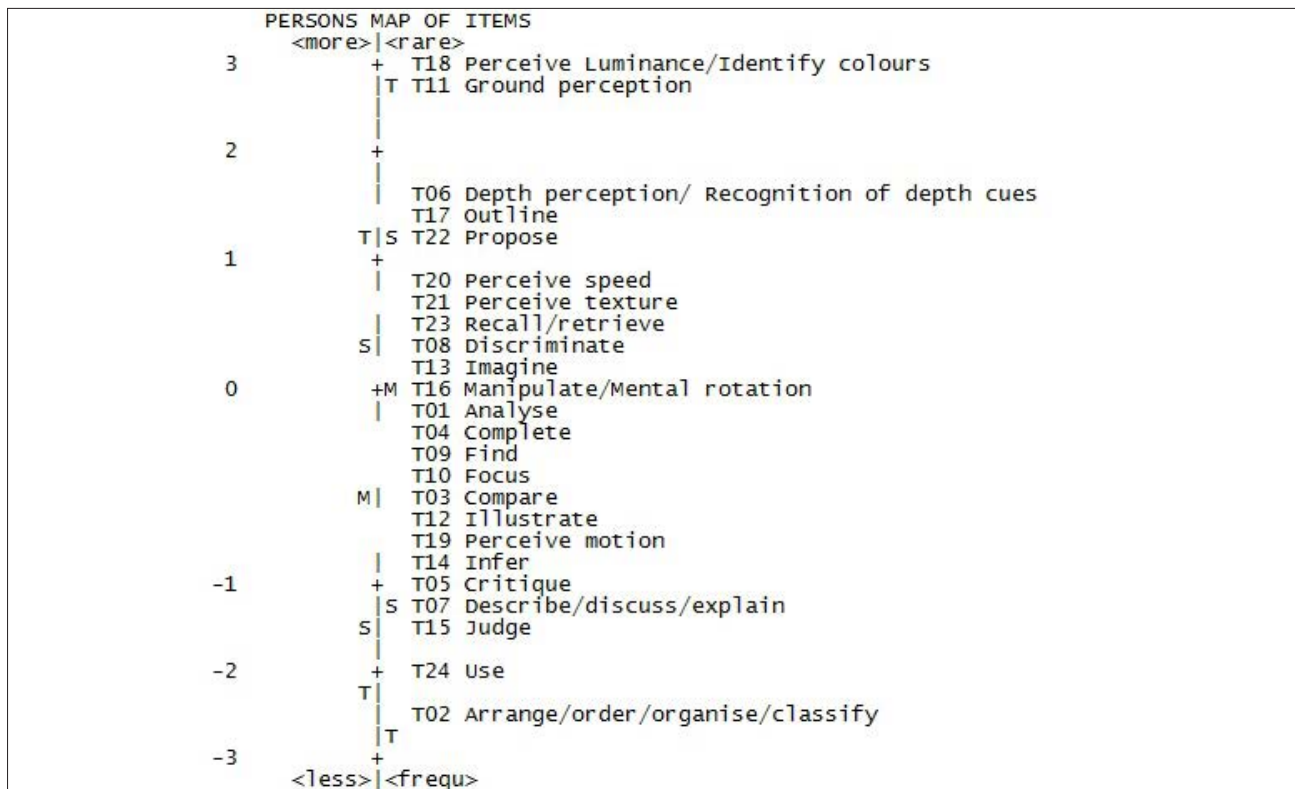 PERSONS MAP OF ITEMS
<more>|<rare>
3 + T18 Perceive Luminance/Identify colours
|T T11 Ground perception
|
|
2 +
|
| T06 Depth perception/ Recognition of depth cues
T17 Outline
T|S T22 Propose
1 +
| T20 Perceive speed
T21 Perceive texture
| T23 Recall/retrieve
S| T08 Discriminate
T13 Imagine
0 +M T16 Manipulate/Mental rotation
| T01 Analyse
T04 Complete
T09 Find
T10 Focus
M| T03 Compare
T12 Illustrate
T19 Perceive motion
| T14 Infer
-1 + T05 Critique
|S T07 Describe/discuss/explain
S| T15 Judge
|
-2 + T24 Use
T|
| T02 Arrange/order/organise/classify
|T
-3 +
<less>|<frequ>